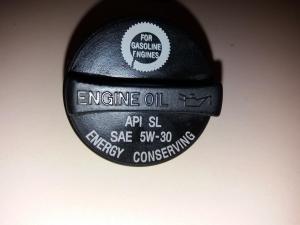 FOR
GASOLINE
ENGINES
ENGINE OIL
API SL
SAE 5W-30
ENERGY CONSERVING